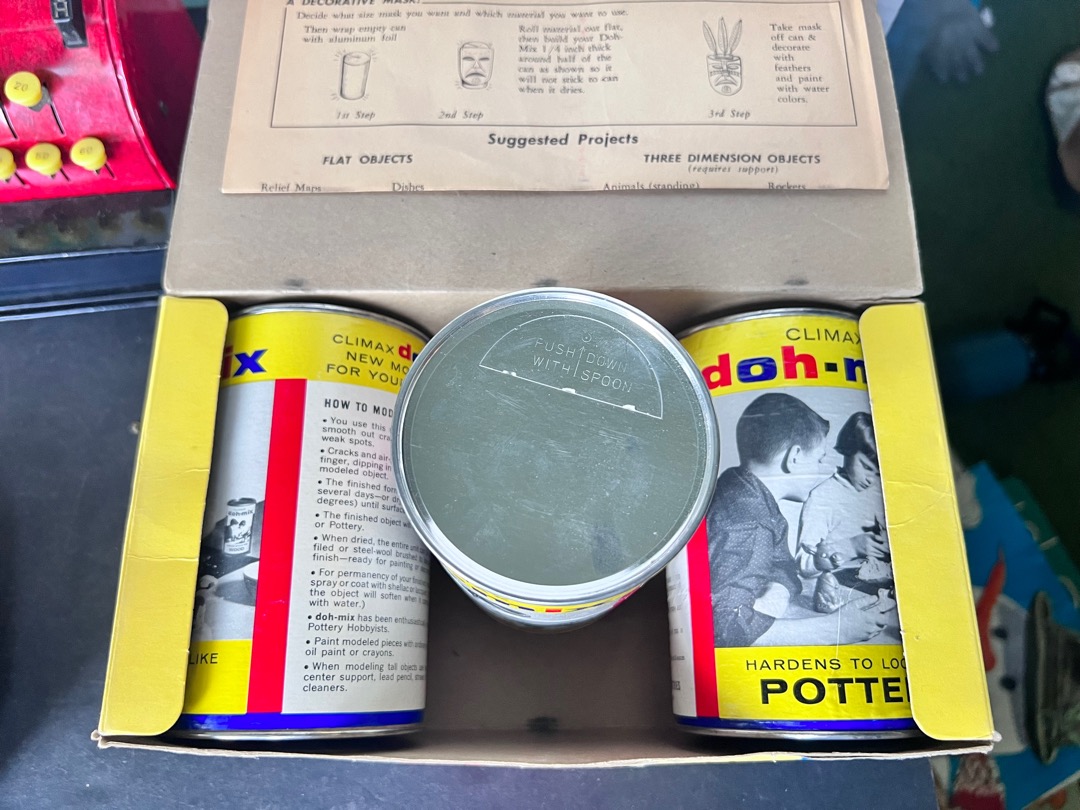 A DECORATIVE MASK:
Decide what size mask you want and which material you want to use.
Then wrap empty can
with aluminum foil
1st Step
2nd Step
Roll material out flat,
then build your Doh-
Mix 1/4 inch thick
around half of the
can as shown so it
will not stick to can
when it dries.
3rd Step
Take mask
off can &
decorate
with
feathers
and paint
with water
colors.
Suggested Projects
FLAT OBJECTS
THREE DIMENSION OBJECTS
(requires support)
Relief Maps
Dishes
Animals (standing)
Rockers
ix
LIKE
CLIMAX d
NEW MO
FOR YOU
HOW TO MOD
• You use this
smooth out cra
weak spots.
• Cracks and air-
finger, dipping in
modeled object.
• The finished for
several days—or dr
degrees) until surfac
• The finished object w
or Pottery.
• When dried, the entire
filed or steel-wool brushed
finish—ready for painting
• For permanency of your fin
spray or coat with shellac or
the object will soften when
with water.)
• doh-mix has been enthus
Pottery Hobbyists.
• Paint modeled pieces with
oil paint or crayons.
• When modeling tall objects
center support, lead pencil,
cleaners.
PUSH DOWN
WITH SPOON
CLIMAX
doh-m
HARDENS TO LOO
POTTE